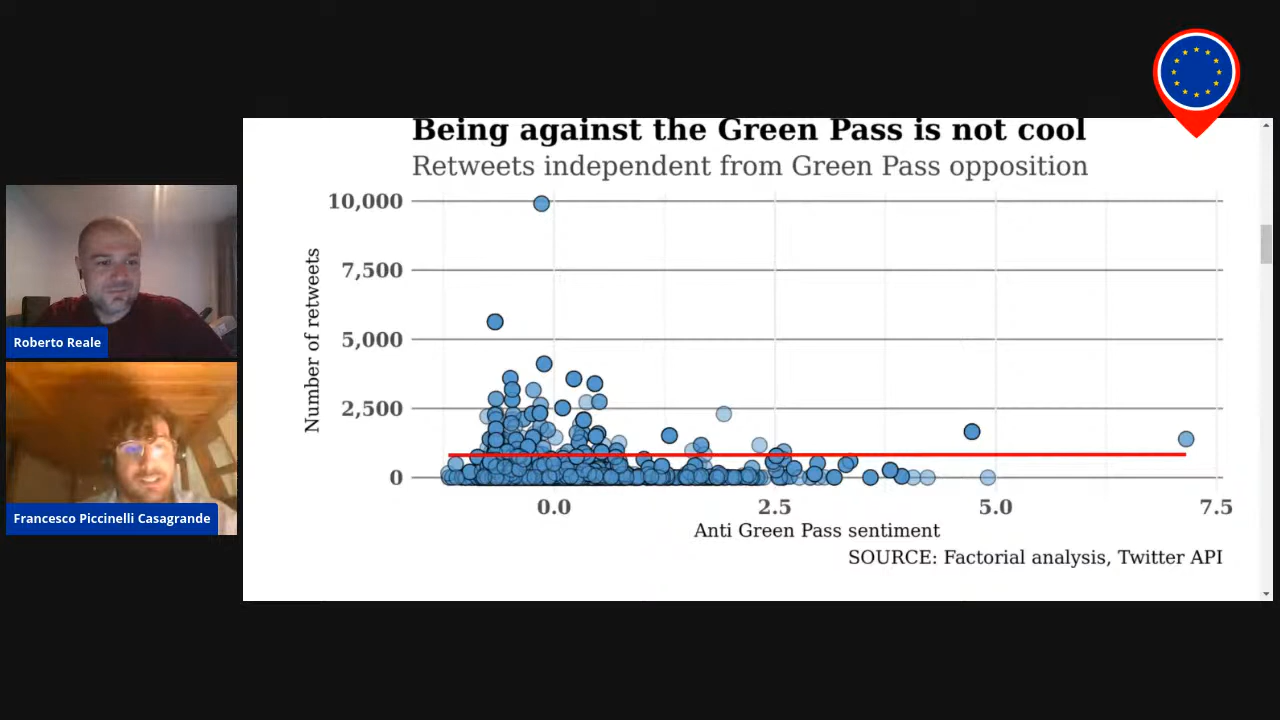 Being against the Green Pass is not cool
Retweets independent from Green Pass opposition
10,000
7,500
5,000
2,500
0
Number of retweets
0.0 2.5 5.0 7.5
Anti Green Pass sentiment
SOURCE: Factorial analysis, Twitter API
Roberto Reale
Francesco Piccinelli Casagrande